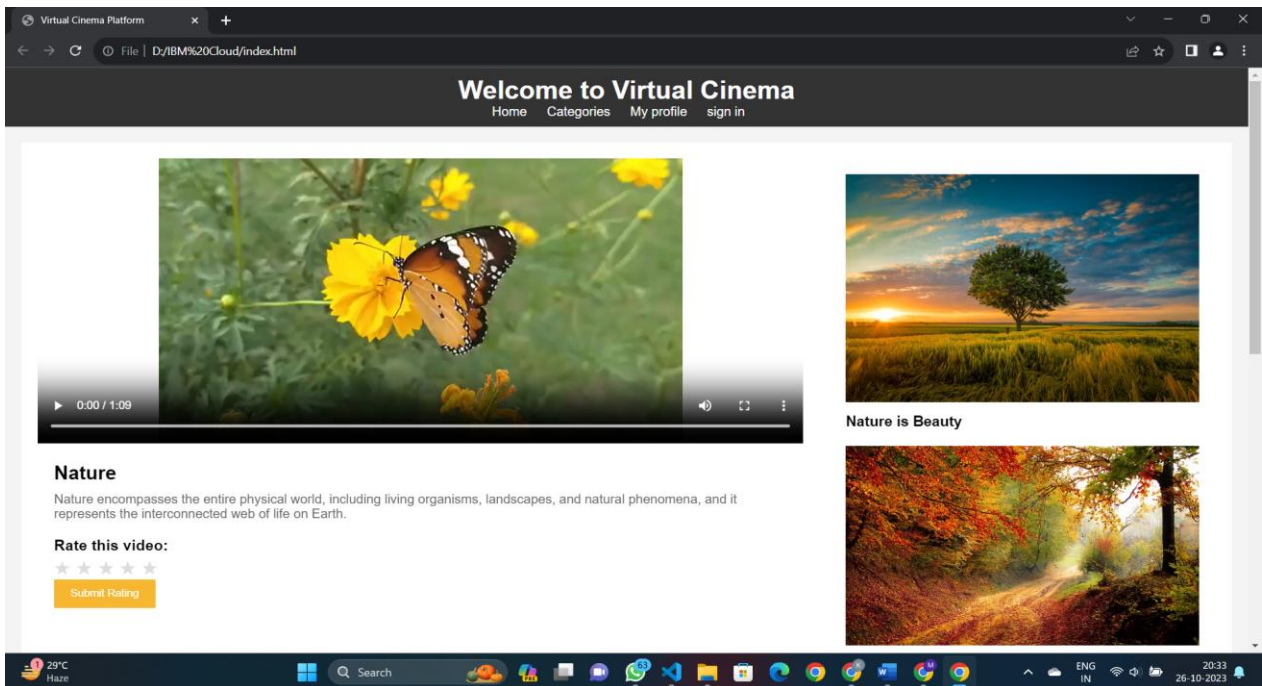 Virtual Cinema Platform
File | D:/IBM%20Cloud/index.html
Welcome to Virtual Cinema
Home Categories My profile sign in
0:00 / 1:09
Nature is Beauty
Nature
Nature encompasses the entire physical world, including living organisms, landscapes, and natural phenomena, and it
represents the interconnected web of life on Earth.
Rate this video:
Submit Rating
1
29°C
Haze
Search
PRE
63
ENG
IN
20:33
26-10-2023